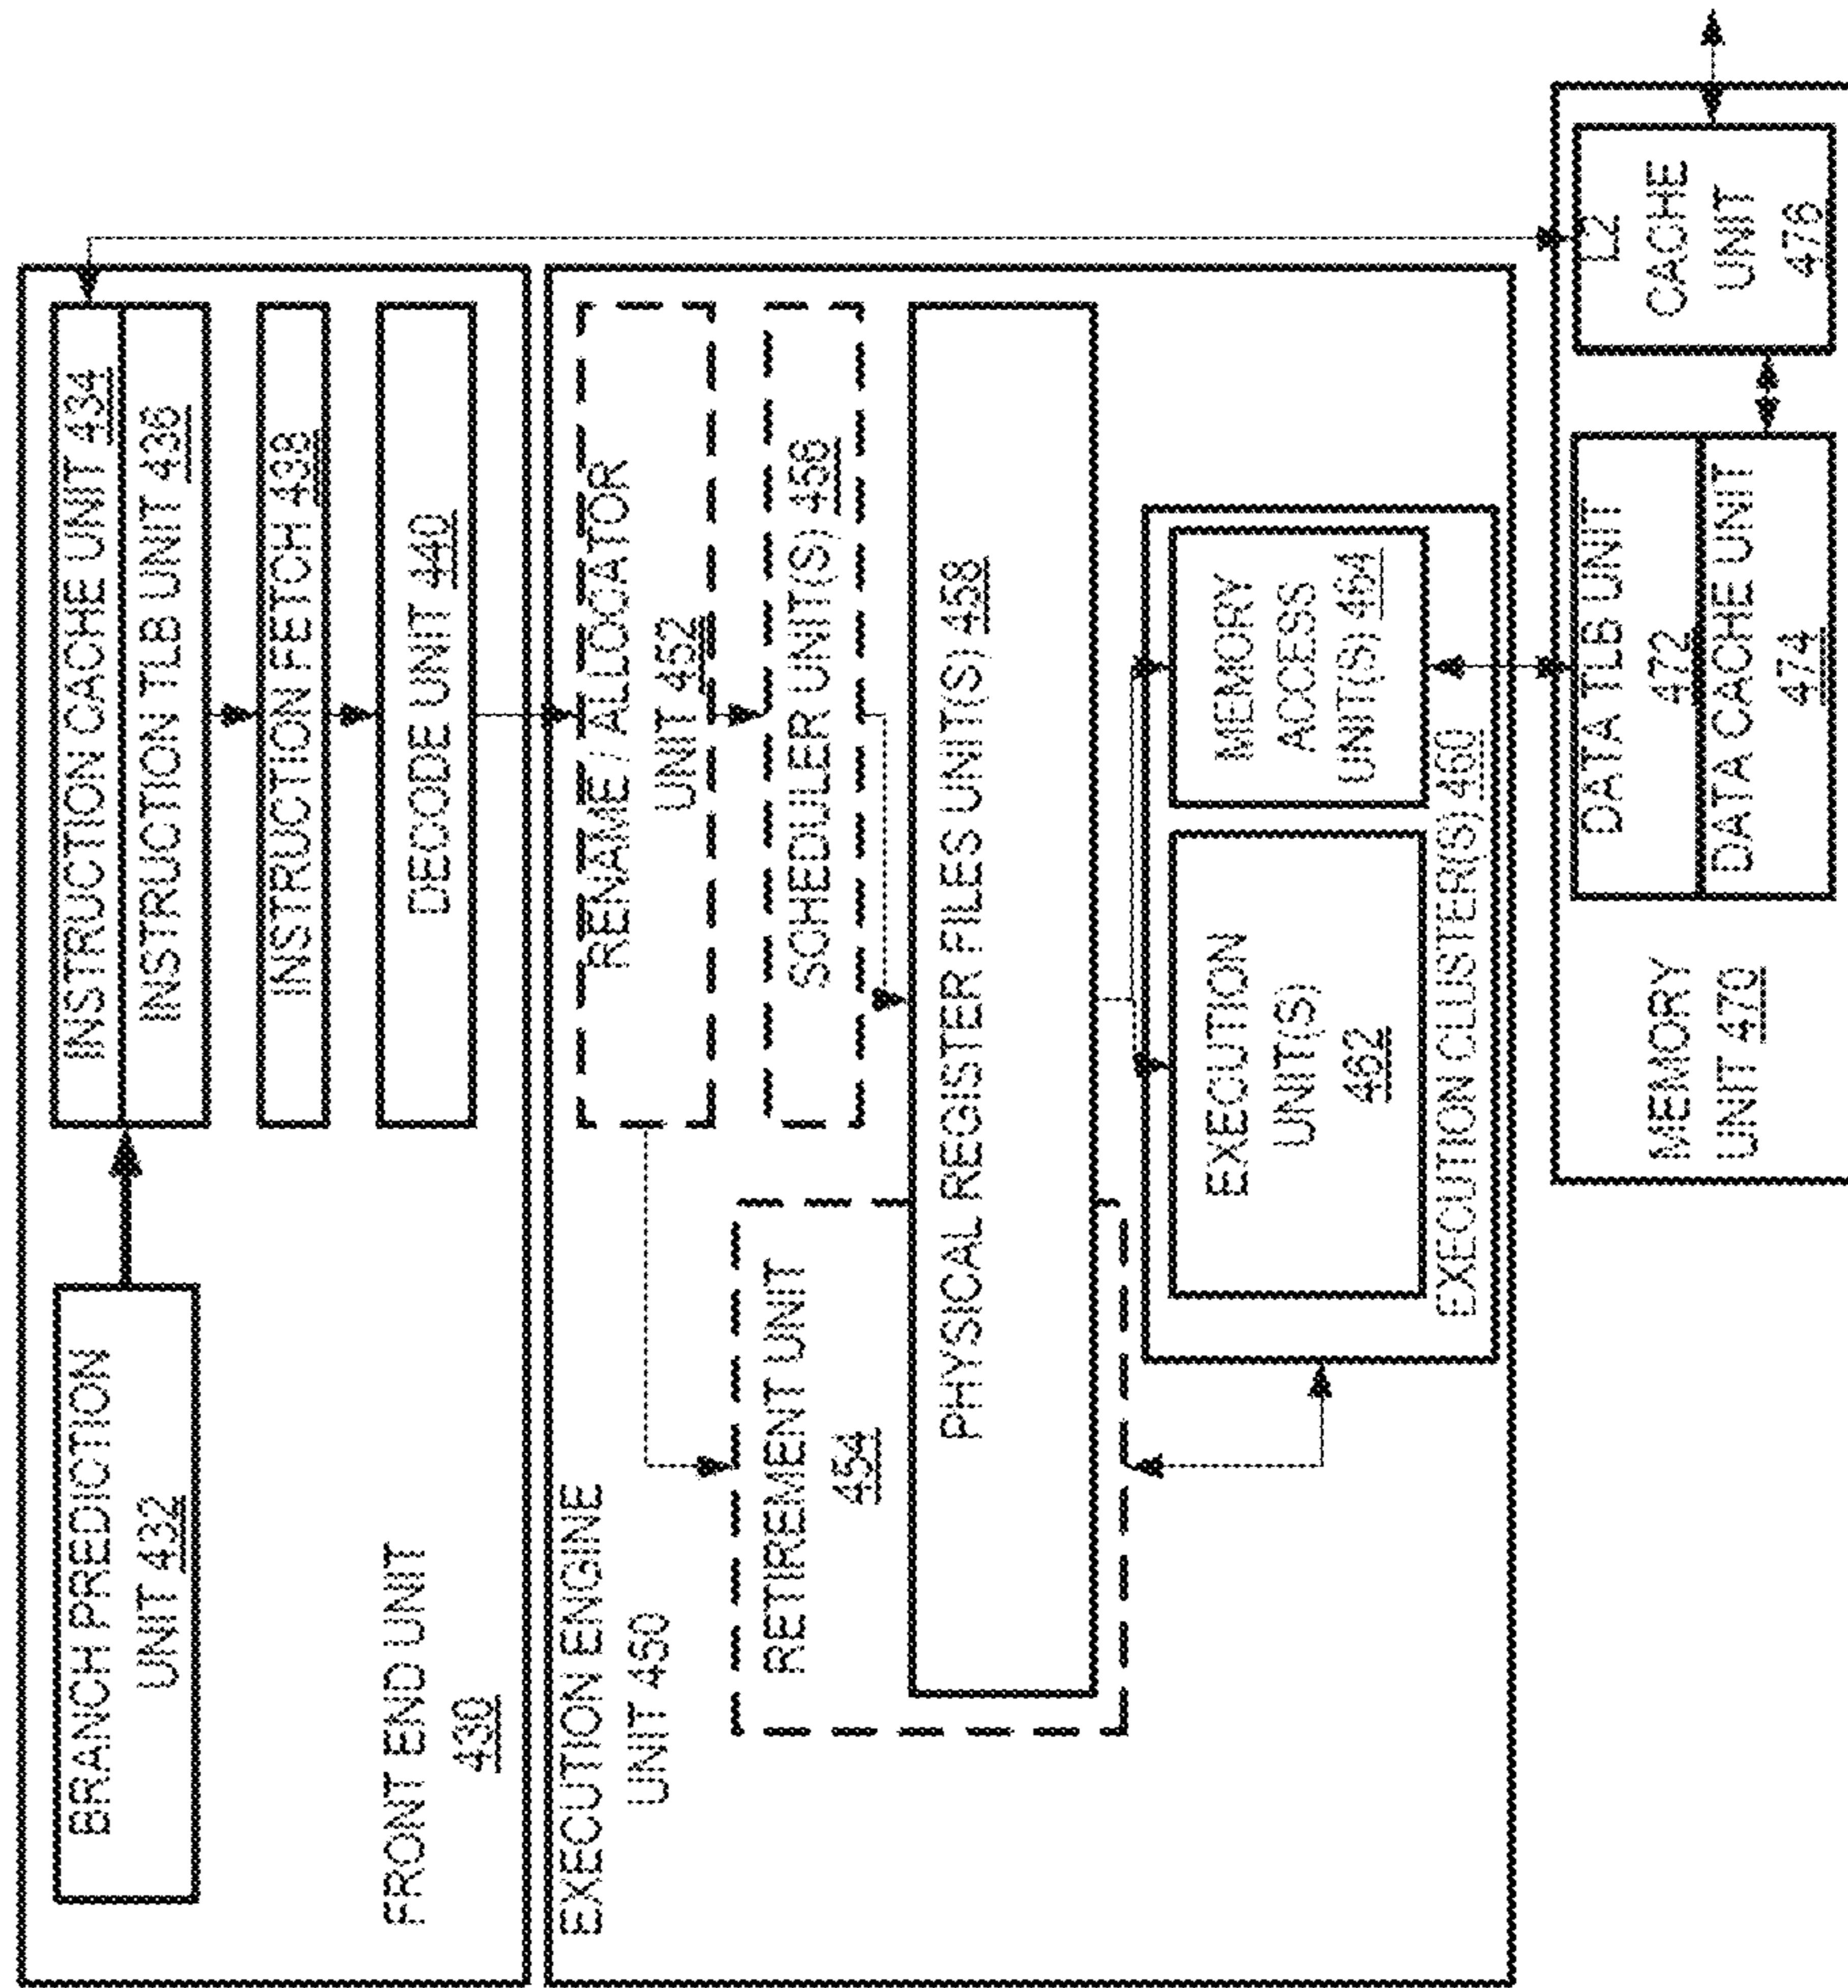 BRANCH PREDICTION
UNIT 432
INSTRUCTION CACHE UNIT 434
INSTRUCTION TLB UNIT 436
INSTRUCTION FETCH 438
DECODE UNIT 440
FRONT END UNIT
430
EXECUTION ENGINE
UNIT 450
RENAME / ALLOCATOR
UNIT 452
SCHEDULER UNIT(S) 456
RETIREMENT UNIT
454
PHYSICAL REGISTER FILES UNIT(S) 458
EXECUTION
UNIT(S)
462
MEMORY
ACCESS
UNIT(S) 464
EXECUTION CLUSTER(S) 460
MEMORY
UNIT 470
DATA TLB UNIT
472
DATA CACHE UNIT
474
L2
CACHE
UNIT
476